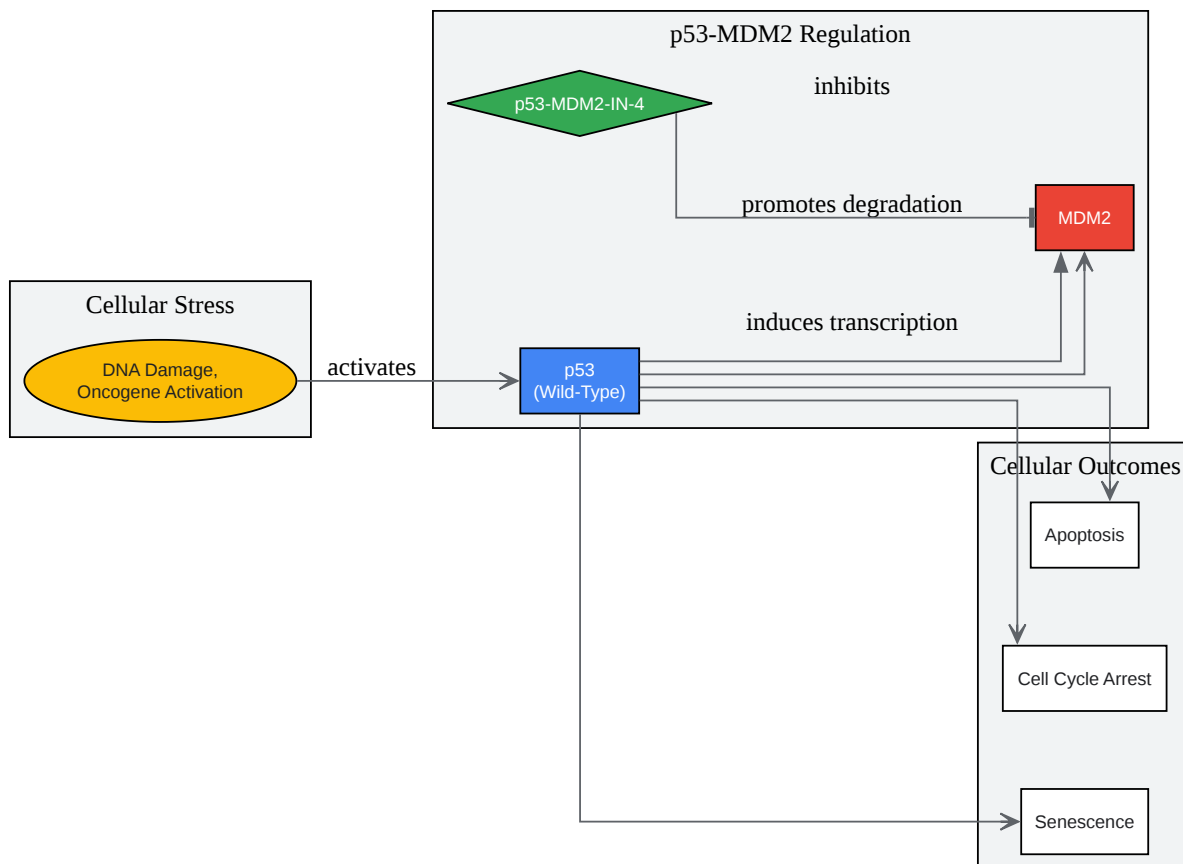 p53-MDM2 Regulation
inhibits
p53-MDM2-IN-4
promotes degradation
MDM2
Cellular Stress
DNA Damage,
Oncogene Activation
activates
induces transcription
p53
(Wild-Type)
Cellular Outcomes
Apoptosis
Cell Cycle Arrest
Senescence